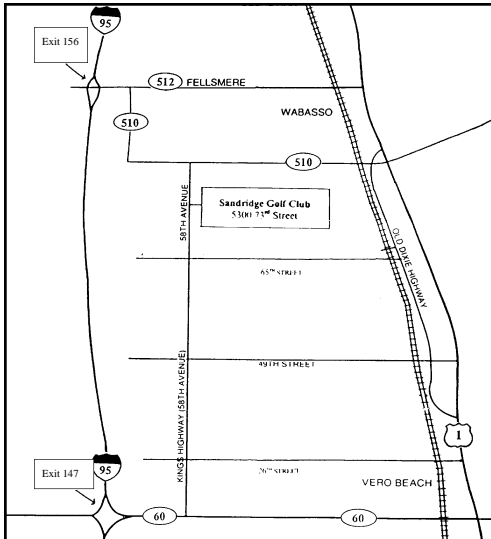 95
Exit 156
512 FELLSMERE
WABASSO
510
510
58TH AVENUE
Sandridge Golf Club
5300 73rd Street
OLD DIXIE HIGHWAY
65TH STREET
49TH STREET
KINGS HIGHWAY (58TH AVENUE)
1
95
26TH STREET
Exit 147
VERO BEACH
60
60